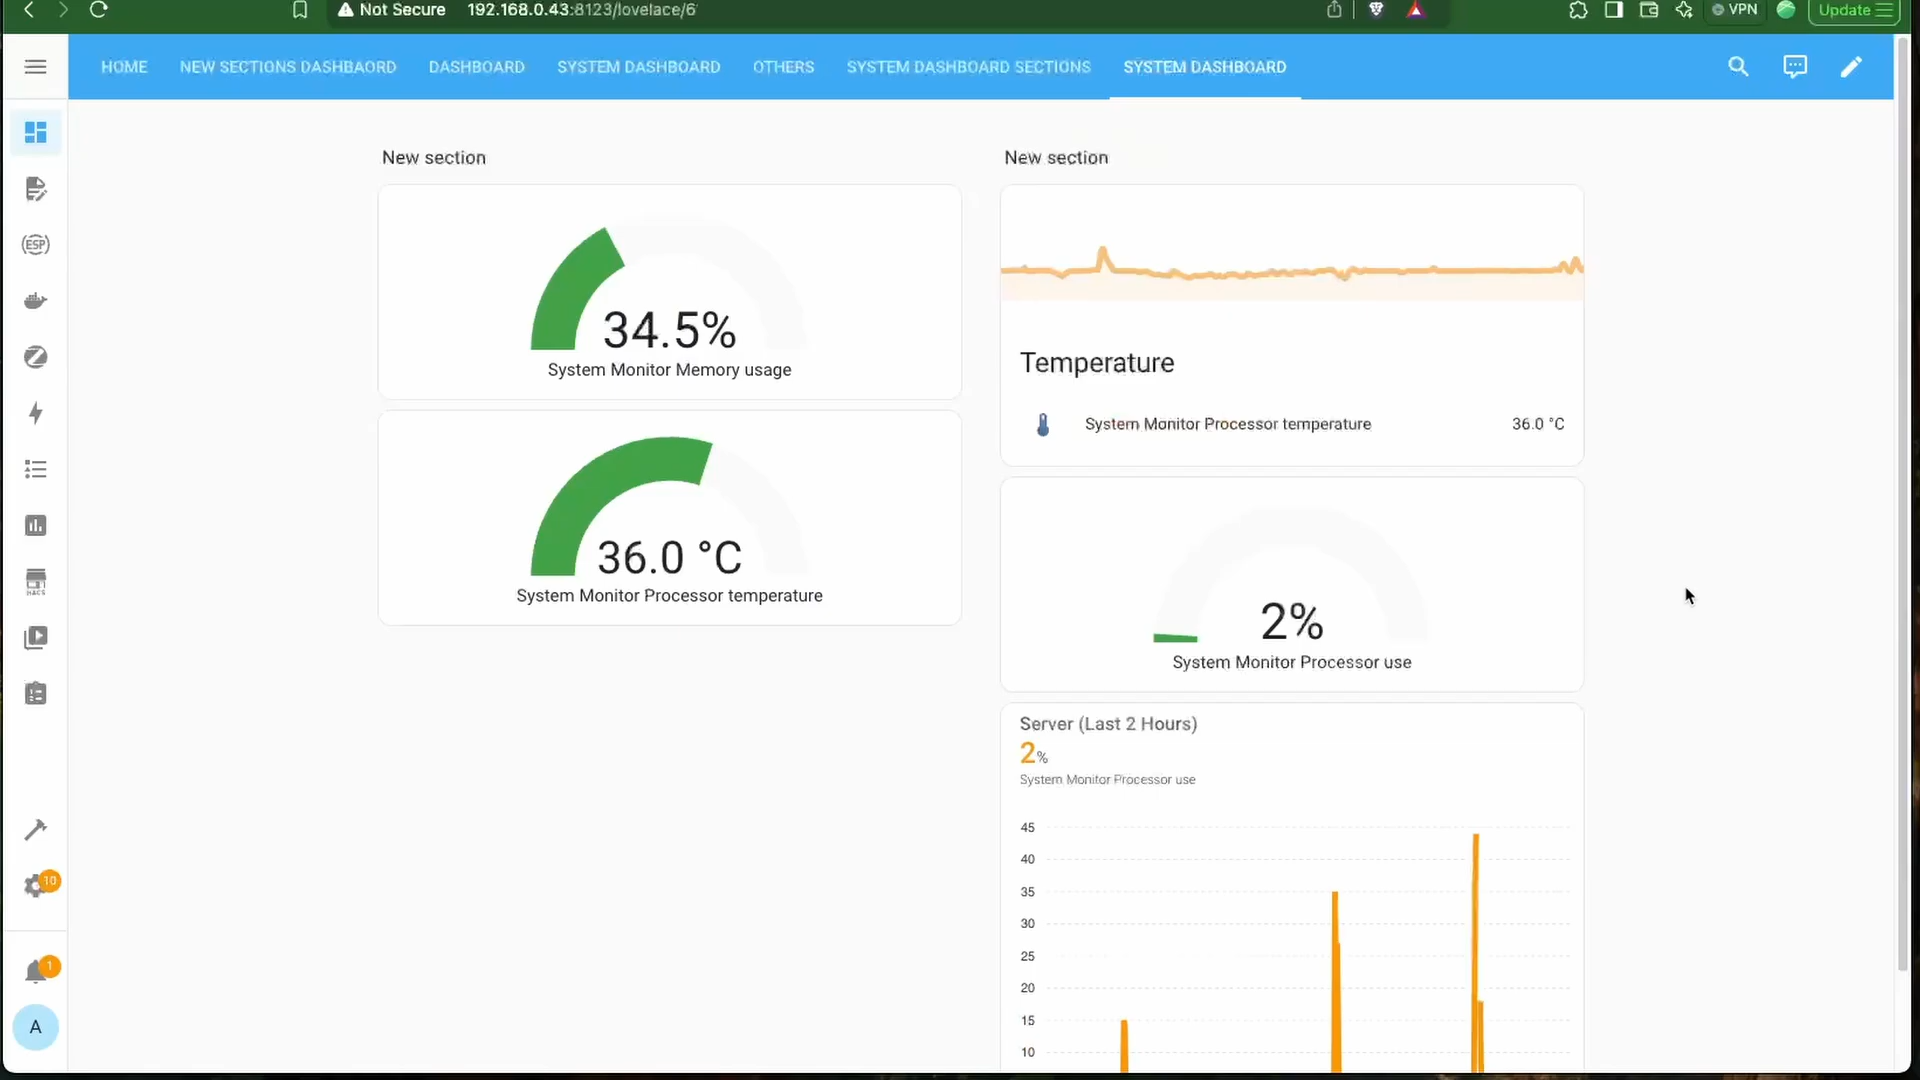 Not Secure 192.168.0.43:8123/lovelace/6
VPN
Update
HOME
NEW SECTIONS DASHBAORD
DASHBOARD
SYSTEM DASHBOARD
OTHERS
SYSTEM DASHBOARD SECTIONS
SYSTEM DASHBOARD
ESP
HACS
10
1
A
New section
34.5%
System Monitor Memory usage
36.0 °C
System Monitor Processor temperature
New section
Temperature
System Monitor Processor temperature 36.0 °C
2%
System Monitor Processor use
Server (Last 2 Hours)
2%
System Monitor Processor use
45
40
35
30
25
20
15
10